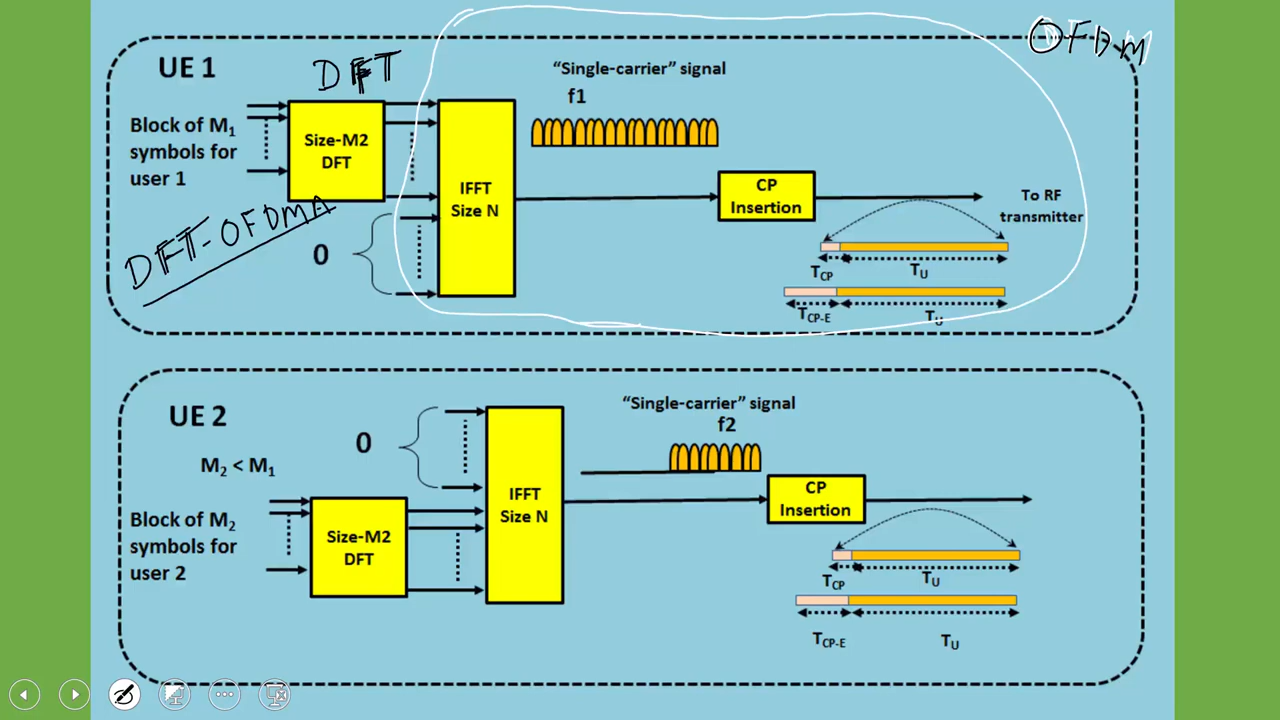 OFDM
UE 1
DFT
"Single-carrier" signal
f1
Block of M1
symbols for
user 1
Size-M2
DFT
IFFT
Size N
CP
Insertion
To RF
transmitter
DFT-OFDMA
0
TCP
TU
TCP-E
TU
UE 2
"Single-carrier" signal
f2
0
M2 < M1
IFFT
Size N
CP
Insertion
Block of M2
symbols for
user 2
Size-M2
DFT
TCP
TU
TCP-E
TU